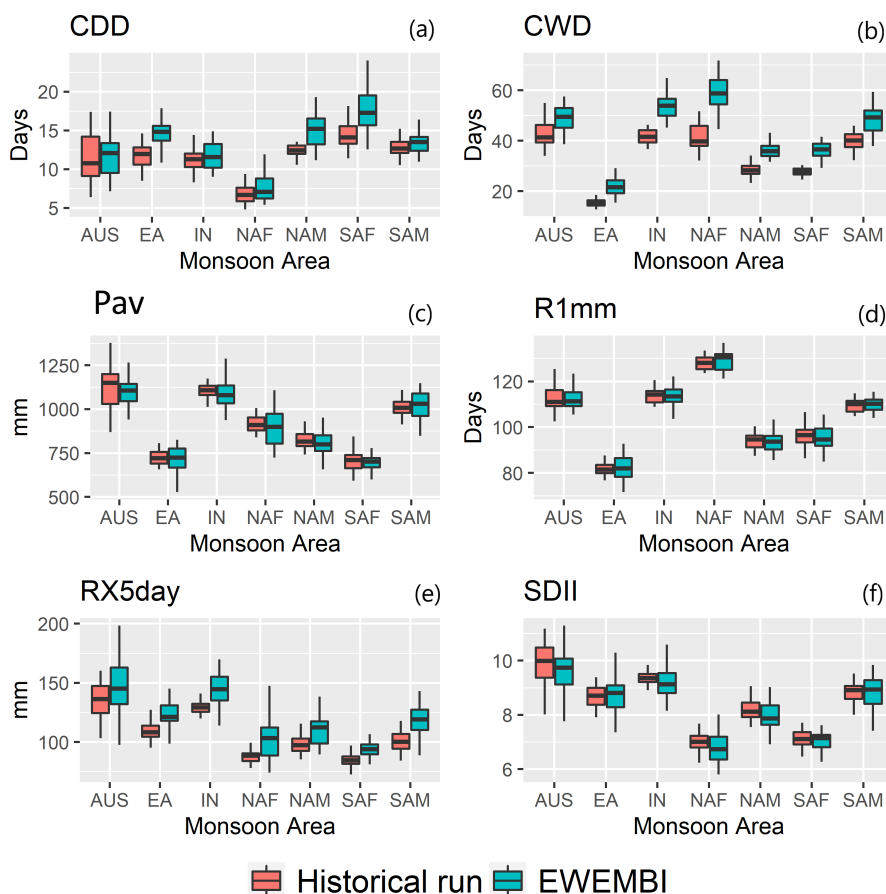 CDD (a)
20
15
10
5
Days
AUS EA IN NAF NAM SAF SAM
Monsoon Area
CWD (b)
60
40
20
Days
AUS EA IN NAF NAM SAF SAM
Monsoon Area
Pav (c)
1250
1000
750
500
mm
AUS EA IN NAF NAM SAF SAM
Monsoon Area
R1mm (d)
120
100
80
Days
AUS EA IN NAF NAM SAF SAM
Monsoon Area
RX5day (e)
200
150
100
mm
AUS EA IN NAF NAM SAF SAM
Monsoon Area
SDII (f)
10
8
6
AUS EA IN NAF NAM SAF SAM
Monsoon Area
Historical run EWEMBI